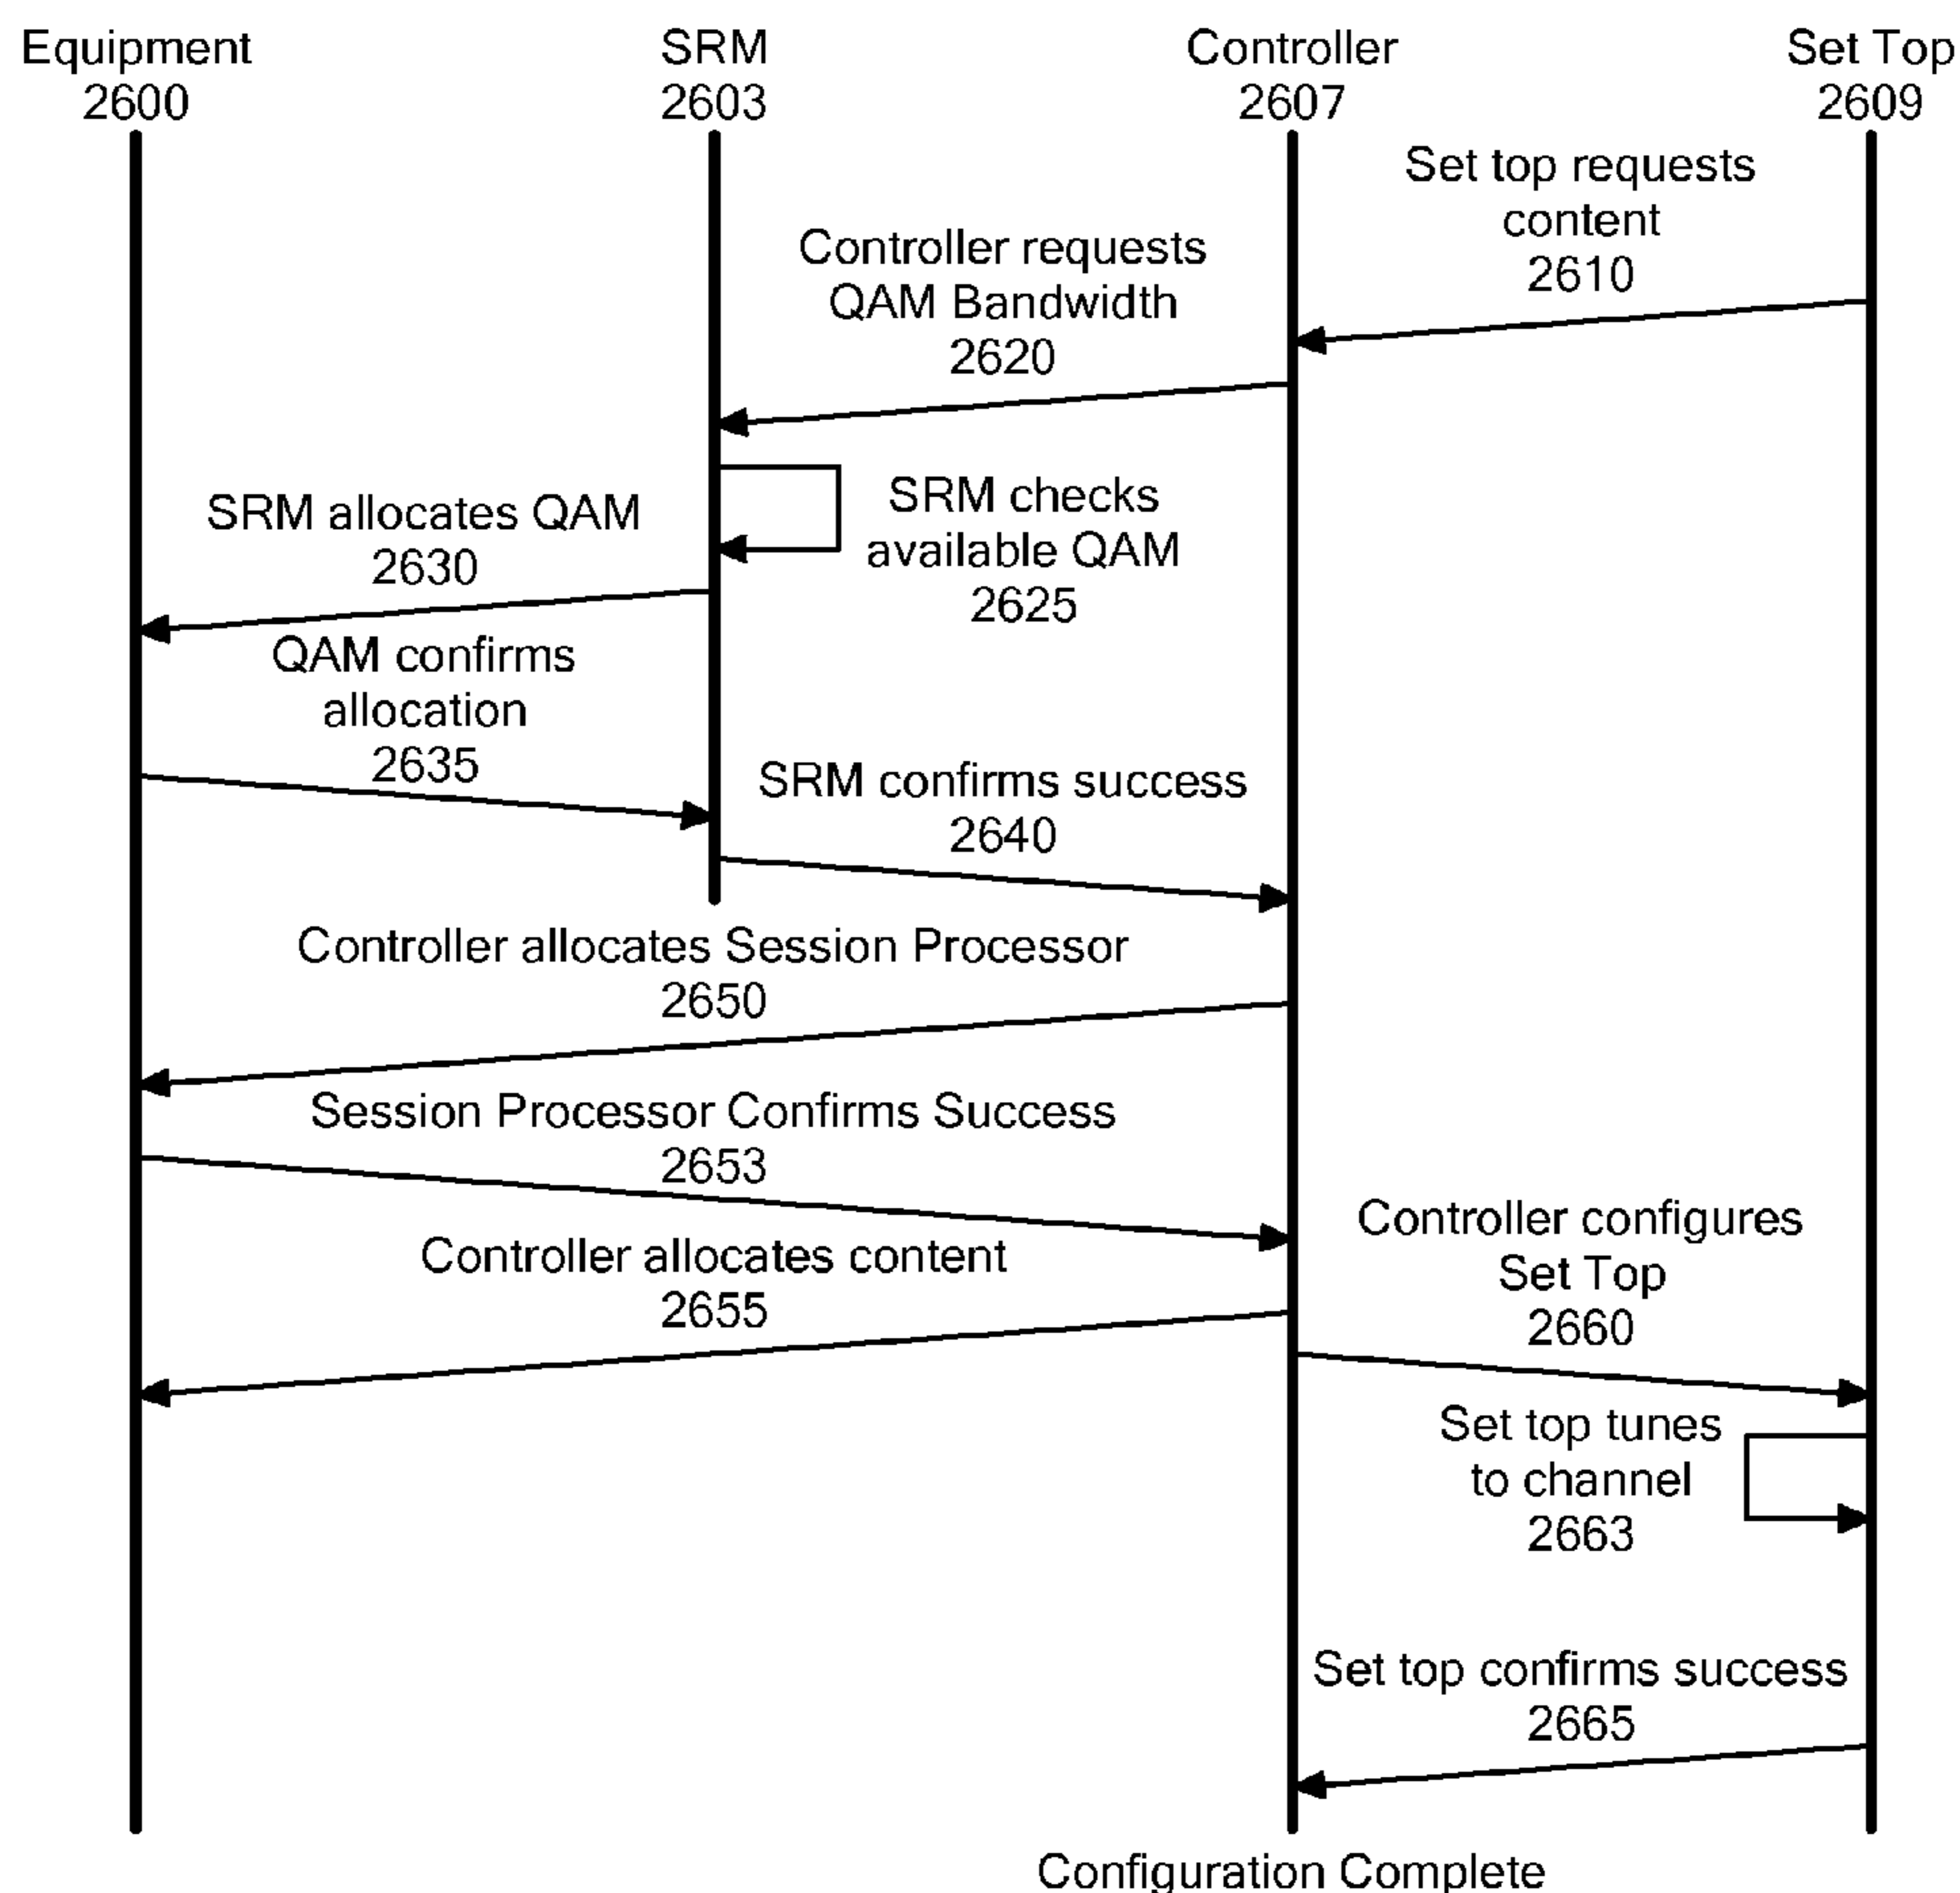 Equipment
2600
SRM
2603
Controller
2607
Set Top
2609
Set top requests
content
2610
Controller requests
QAM Bandwidth
2620
SRM checks
available QAM
2625
SRM allocates QAM
2630
QAM confirms
allocation
2635
SRM confirms success
2640
Controller allocates Session Processor
2650
Session Processor Confirms Success
2653
Controller allocates content
2655
Controller configures
Set Top
2660
Set top tunes
to channel
2663
Set top confirms success
2665
Configuration Complete